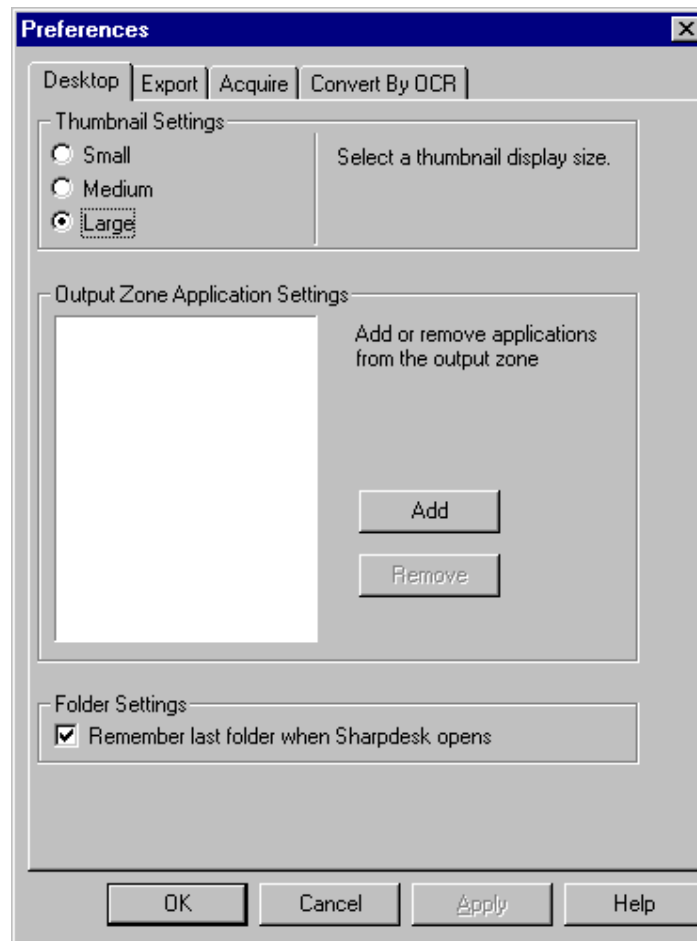 Preferences
Desktop Export Acquire Convert By OCR
Thumbnail Settings
Small
Medium
Large
Select a thumbnail display size.
Output Zone Application Settings
Add or remove applications
from the output zone
Add
Remove
Folder Settings
Remember last folder when Sharpdesk opens
OK Cancel Apply Help